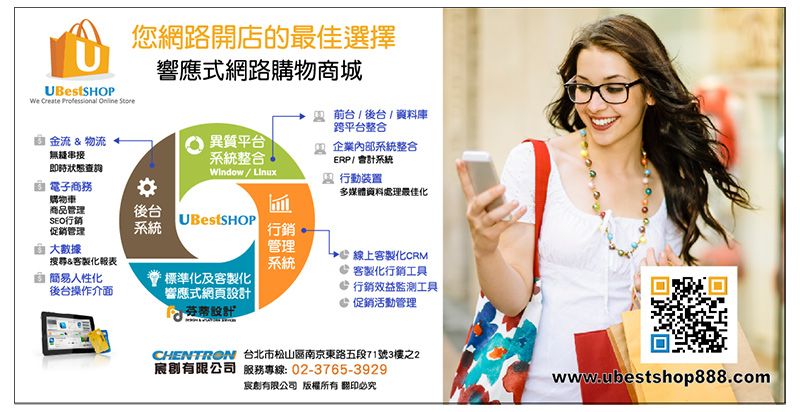 您網路開店的最佳選擇
響應式網路購物商城
U
UBestSHOP
We Create Professional Online Store
金流 & 物流
無縫串接
即時狀態查詢
電子商務
購物車
商品管理
SEO行銷
促銷管理
大數據
搜尋&客製化報表
簡易人性化
後台操作介面
異質平台
系統整合
Window / Linux
後台
系統
UBestSHOP
行銷
管理
系統
標準化及客製化
響應式網頁設計
前台 / 後台 / 資料庫
跨平台整合
企業內部系統整合
ERP / 會計系統
行動裝置
多媒體資料處理最佳化
線上客製化CRM
客製化行銷工具
行銷效益監測工具
促銷活動管理
芬蒂設計
CHENTRON
宸創有限公司
台北市松山區南京東路五段71號3樓之2
服務專線: 02-3765-3929
宸創有限公司 版權所有 翻印必究
www.ubestshop888.com